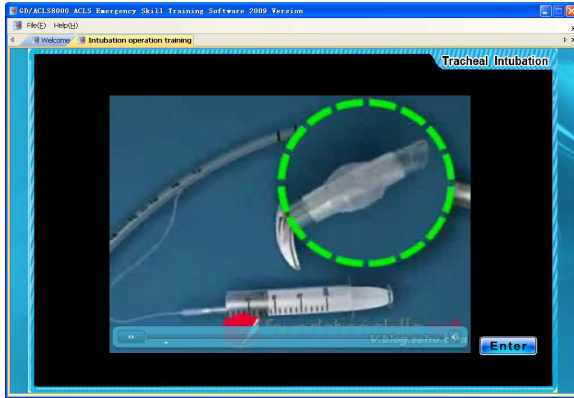 GD/ACLS8000 ACLS Emergency Skill Training Software 2009 Version
File(F) Help(H)
Welcome Intubation operation training
Tracheal Intubation
Enter